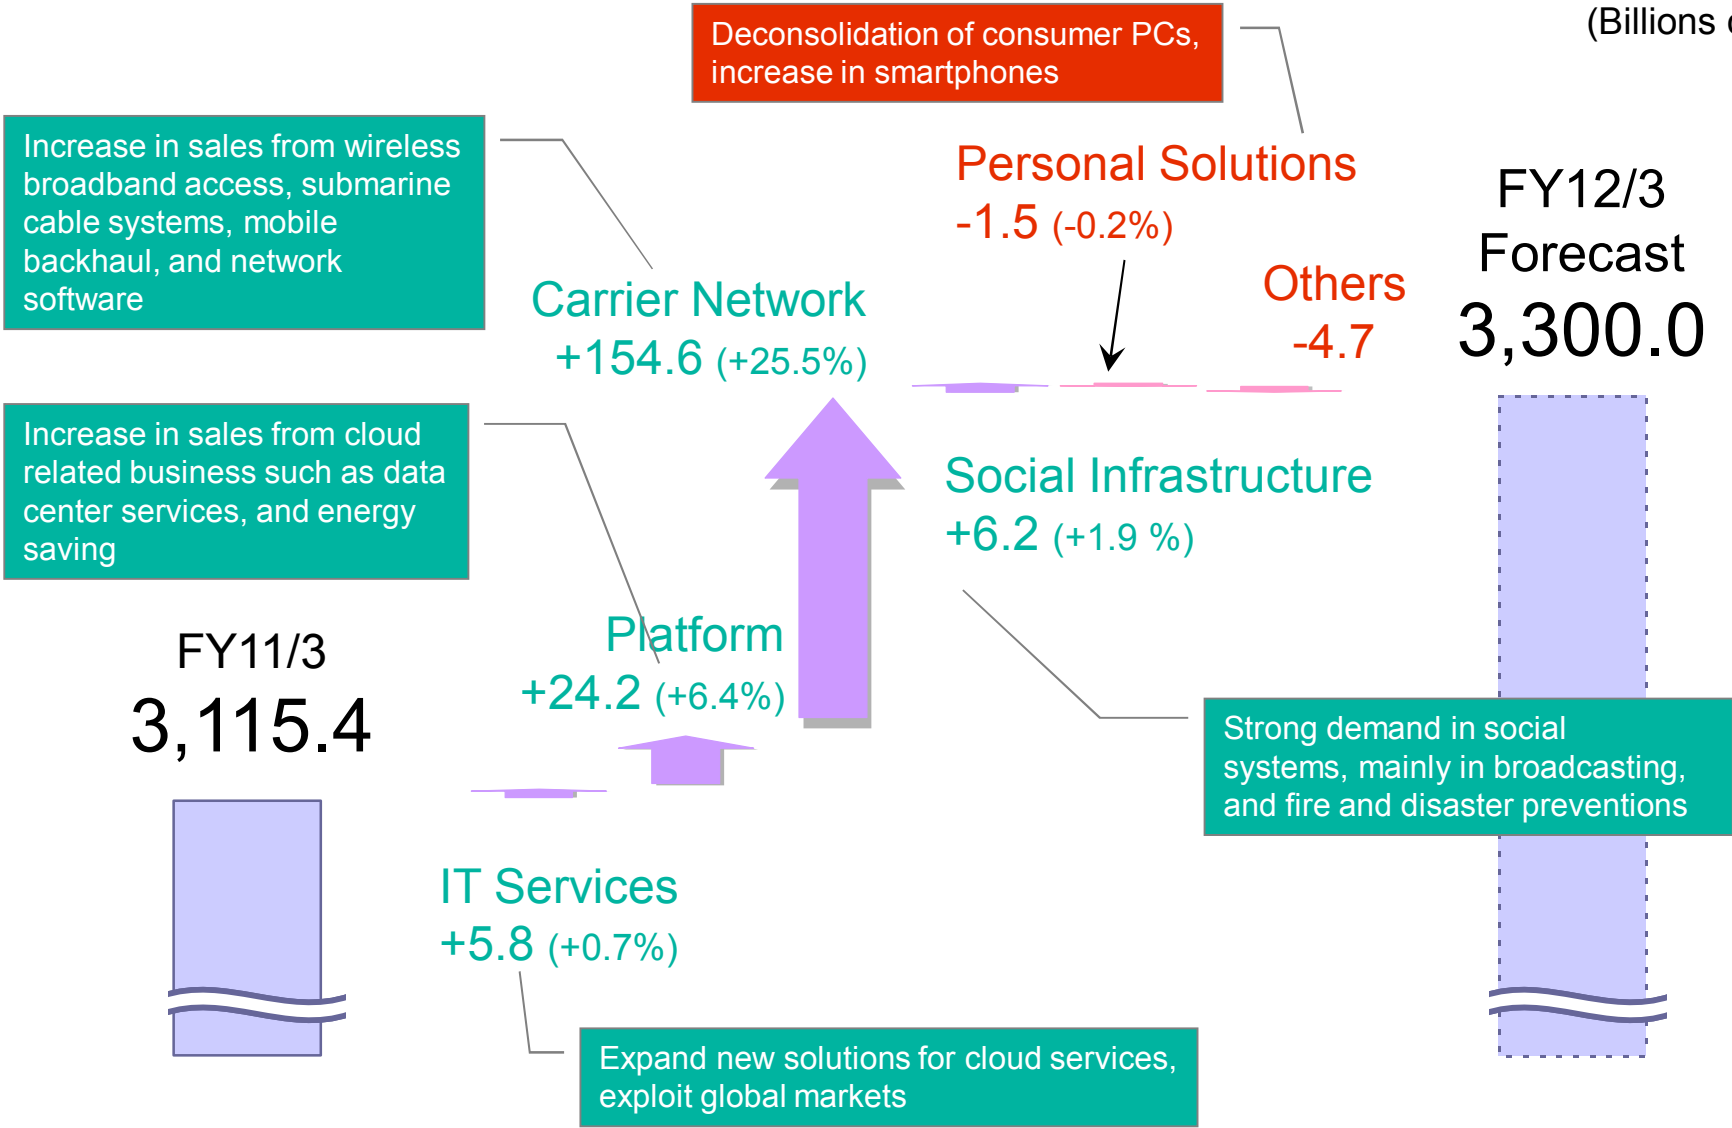 (Billions
Deconsolidation of consumer PCs,
increase in smartphones
Increase in sales from wireless
broadband access, submarine
cable systems, mobile
backhaul, and network
software
Personal Solutions
-1.5 (-0.2%)
FY12/3
Forecast
3,300.0
Others
-4.7
Carrier Network
+154.6 (+25.5%)
Increase in sales from cloud
related business such as data
center services, and energy
saving
Social Infrastructure
+6.2 (+1.9 %)
Platform
+24.2 (+6.4%)
FY11/3
3,115.4
Strong demand in social
systems, mainly in broadcasting,
and fire and disaster preventions
IT Services
+5.8 (+0.7%)
Expand new solutions for cloud services,
exploit global markets